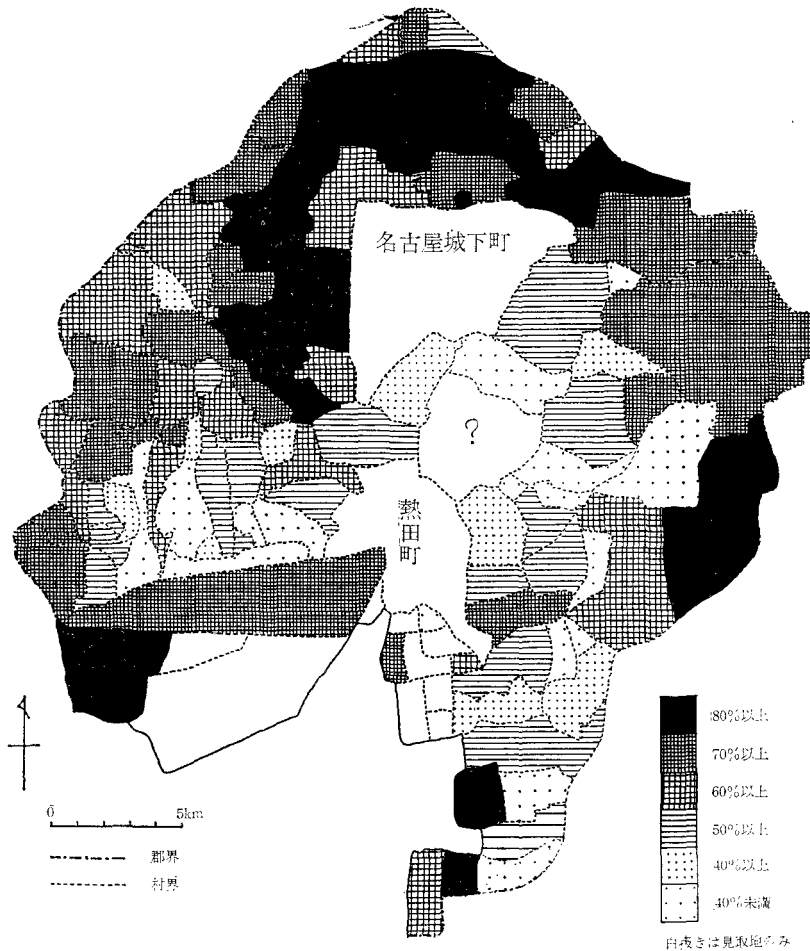 名古屋城下町
?
熱田町
0 5km
郡界
村界
80%以上
70%以上
60%以上
50%以上
40%以上
40%未満
白抜きは見取地のみ